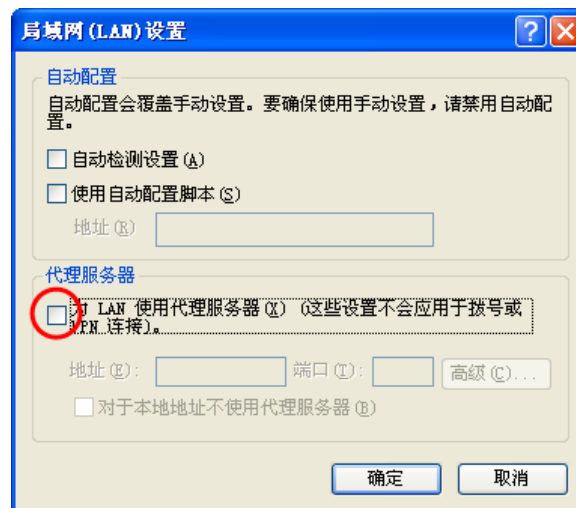 局域网(LAN)设置
自动配置
自动配置会覆盖手动设置。要确保使用手动设置，请禁用自动配
置。
自动检测设置(A)
使用自动配置脚本(S)
地址(R)
代理服务器
对 LAN 使用代理服务器(X) (这些设置不会应用于拨号或
VPN 连接)。
地址(E): 端口(T): 高级(C)...
对于本地地址不使用代理服务器(B)
确定 取消